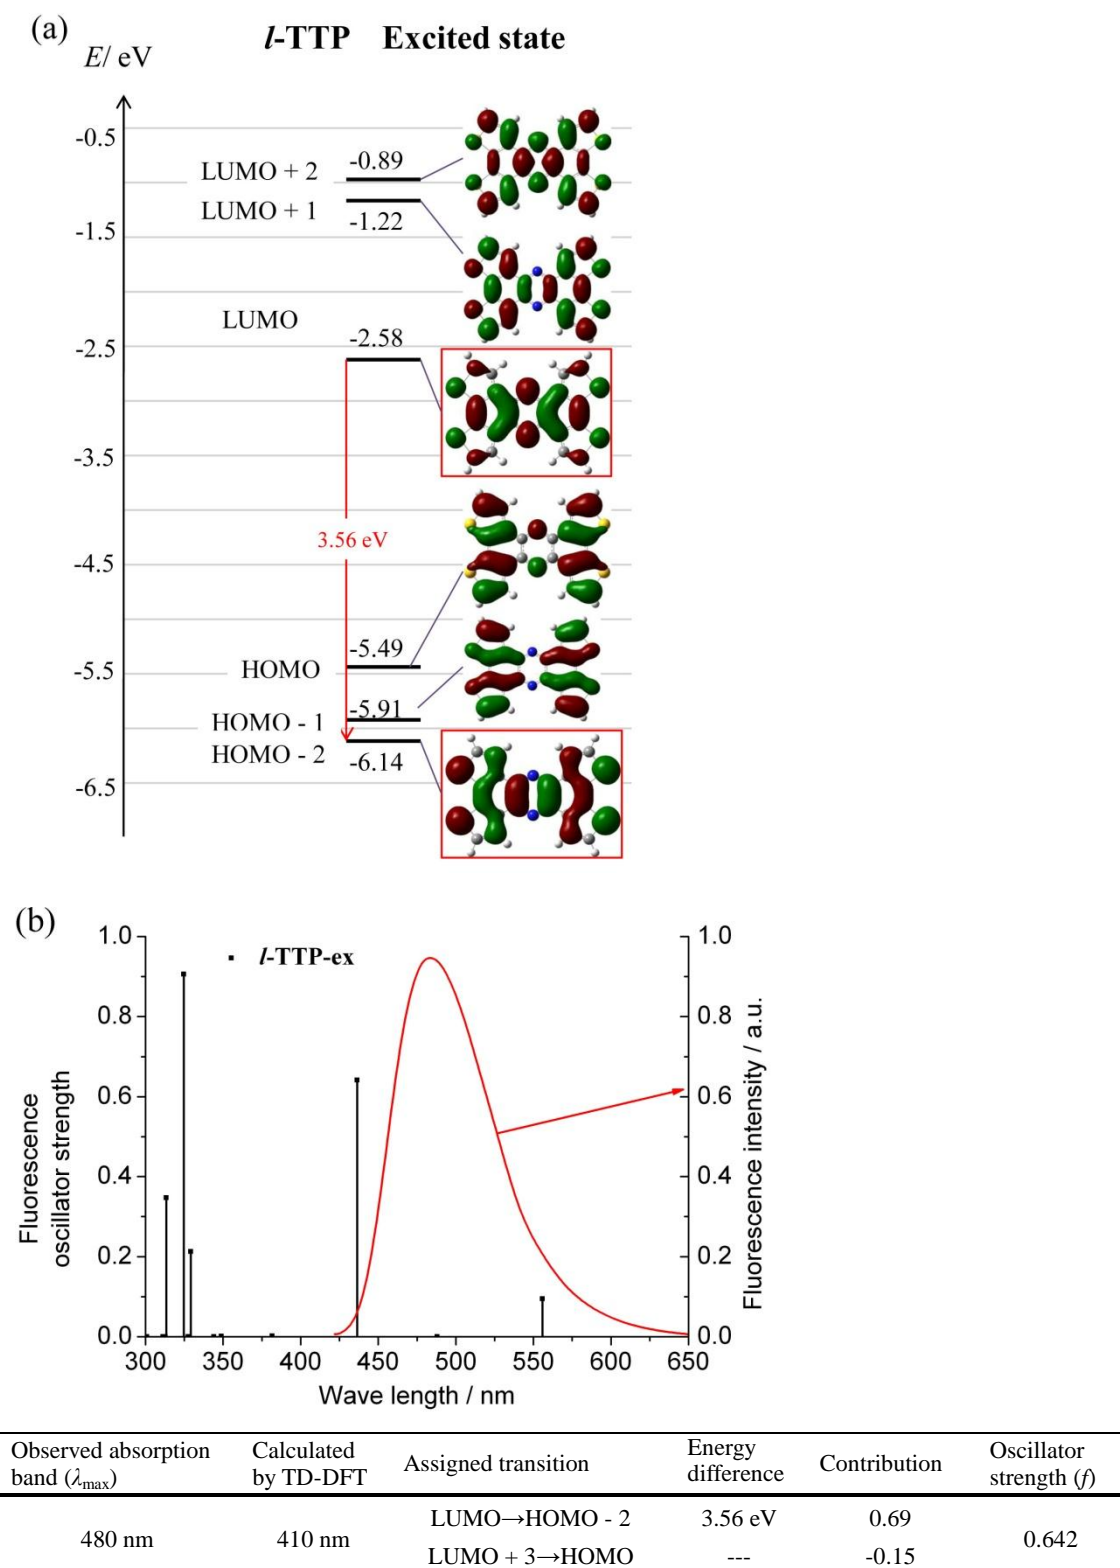 (a)
l-TTP Excited state
E/ eV
-0.5
-1.5
-2.5
-3.5
-4.5
-5.5
-6.5
LUMO + 2
-0.89
LUMO + 1
-1.22
LUMO
-2.58
3.56 eV
HOMO
-5.49
HOMO - 1
-5.91
HOMO - 2
-6.14
(b)
l-TTP-ex
1.0
0.8
0.6
0.4
0.2
0.0
Fluorescence
oscillator strength
1.0
0.8
0.6
0.4
0.2
0.0
Fluorescence intensity / a.u.
300 350 400 450 500 550 600 650
Wave length / nm
Observed absorption band (λmax) Calculated by TD-DFT Assigned transition Energy difference Contribution Oscillator strength (f)
480 nm 410 nm LUMO→HOMO - 2 3.56 eV 0.69 0.642
LUMO + 3→HOMO --- -0.15